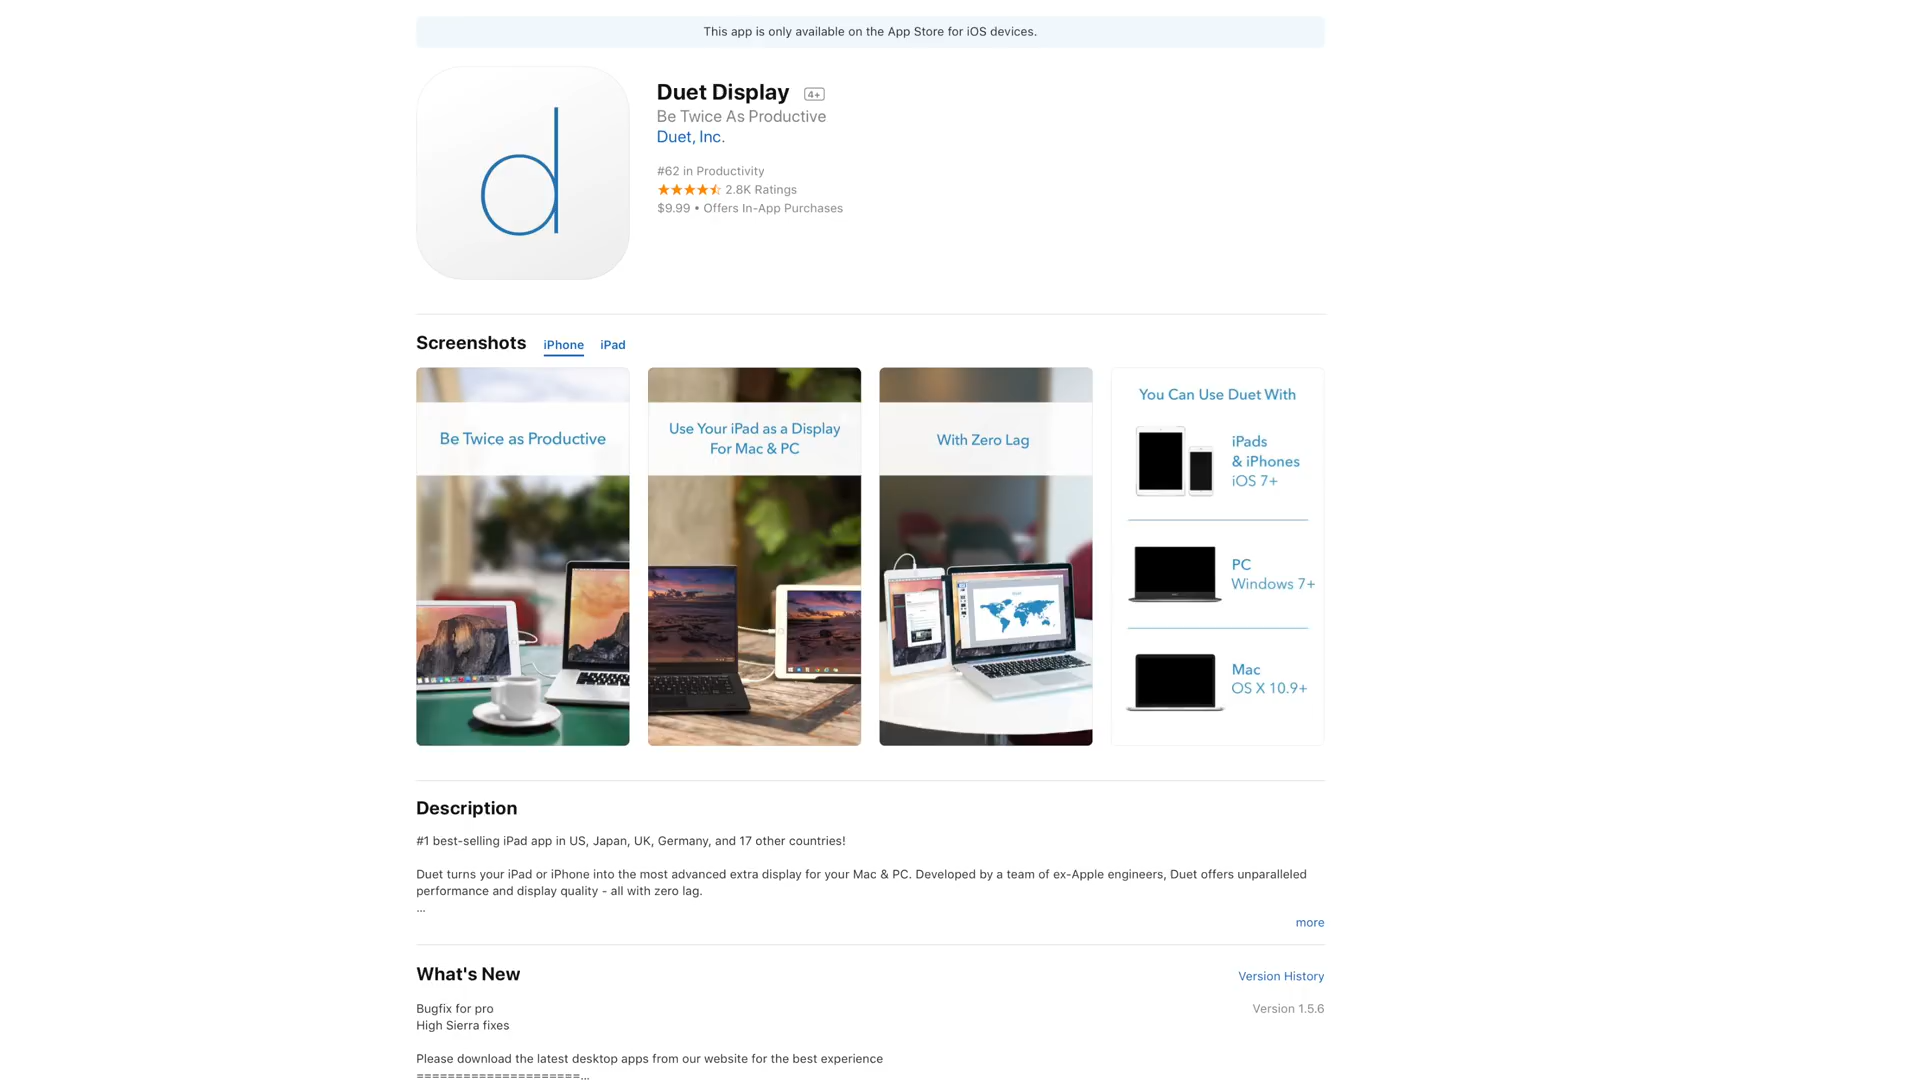 This app is only available on the App Store for iOS devices.
d
Duet Display 4+
Be Twice As Productive
Duet, Inc.
#62 in Productivity
2.8K Ratings
$9.99 • Offers In-App Purchases
Screenshots iPhone iPad
Be Twice as Productive
Use Your iPad as a Display
For Mac & PC
With Zero Lag
You Can Use Duet With
iPads
& iPhones
iOS 7+
PC
Windows 7+
Mac
OS X 10.9+
Description
#1 best-selling iPad app in US, Japan, UK, Germany, and 17 other countries!
Duet turns your iPad or iPhone into the most advanced extra display for your Mac & PC. Developed by a team of ex-Apple engineers, Duet offers unparalleled
performance and display quality - all with zero lag.
...
more
What's New Version History
Bugfix for pro Version 1.5.6
High Sierra fixes
Please download the latest desktop apps from our website for the best experience
=====================...